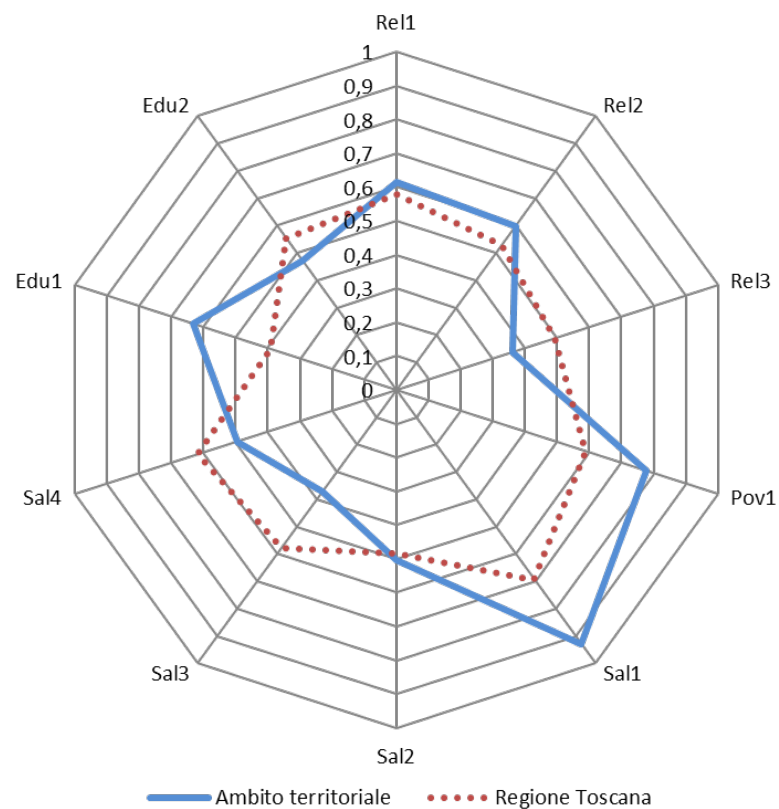 Rel1
1
0,9
Edu2
Rel2
0,8
0,7
0,6
0,5
0,4
Edu1
Rel3
0,3
0,2
0,1
0
Sal4
Pov1
Sal3
Sal1
Sal2
Ambito territoriale
Regione Toscana